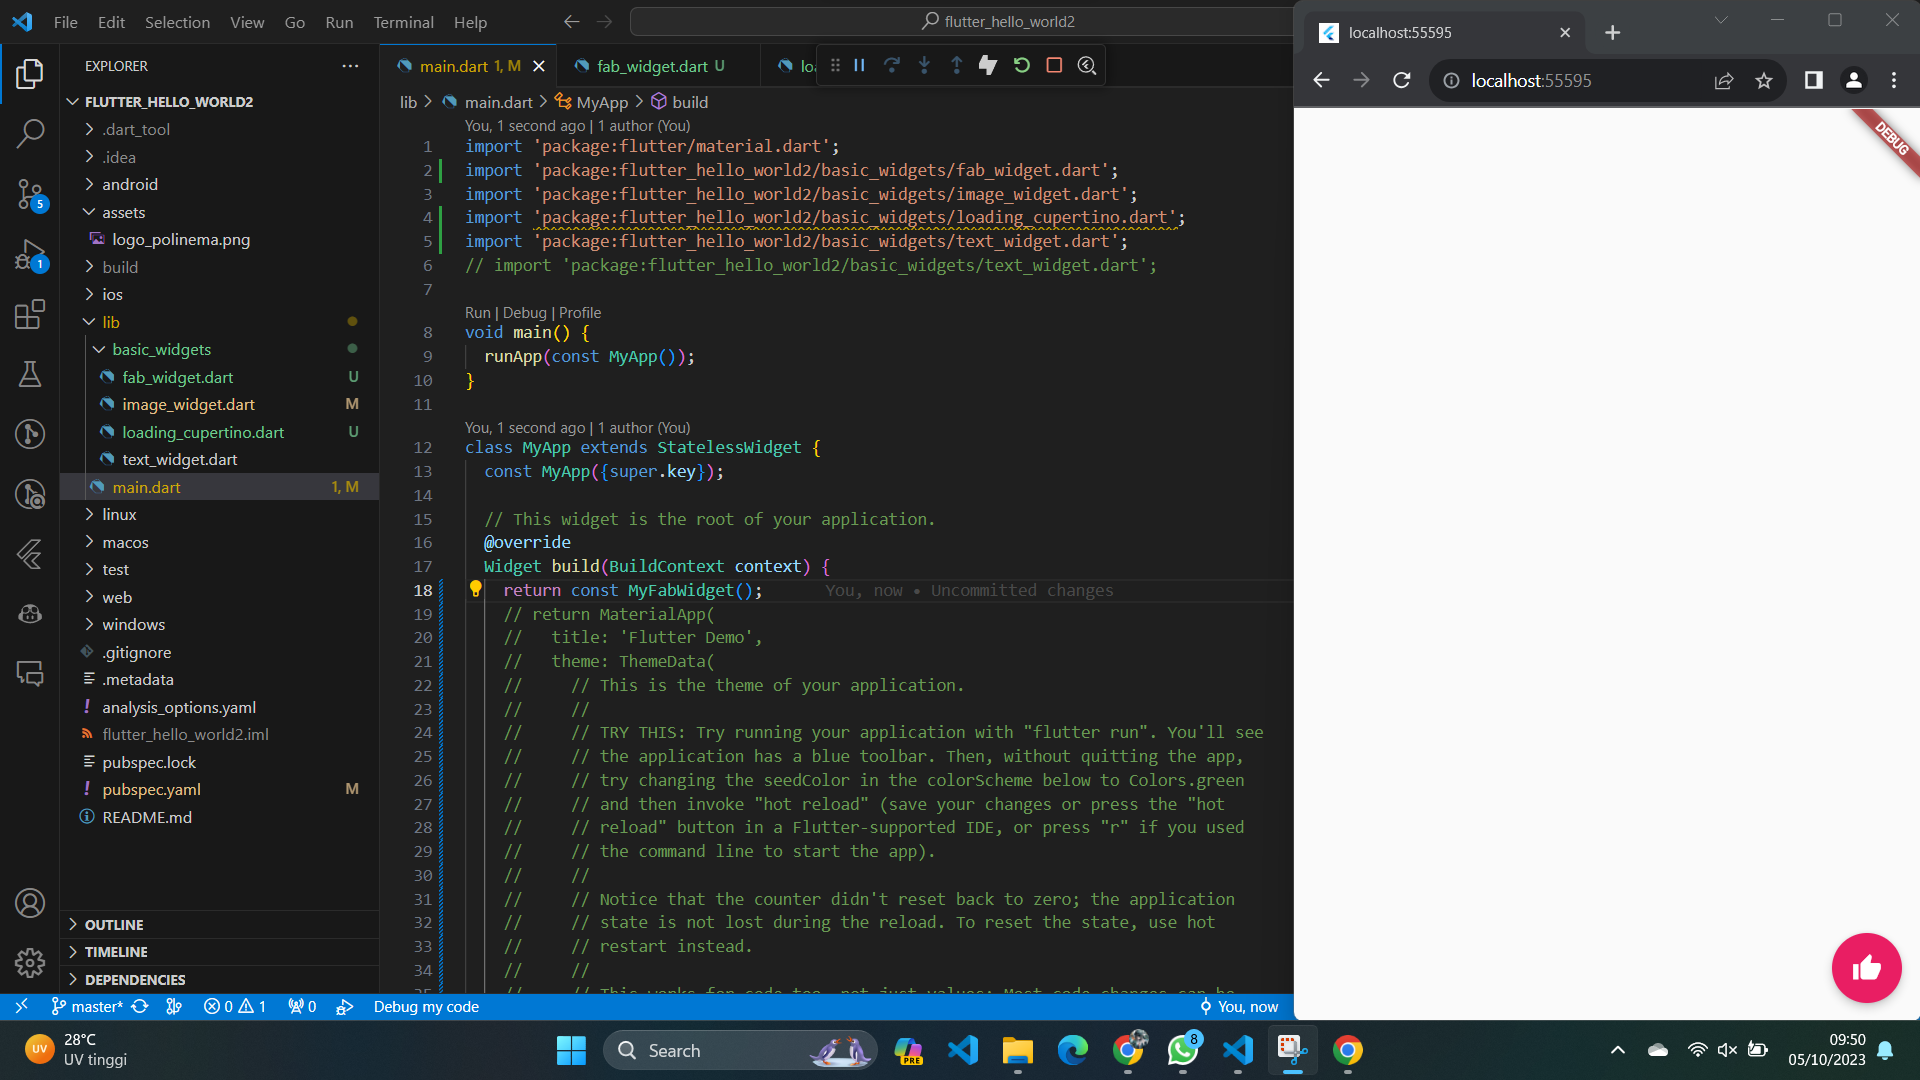 File Edit Selection View Go Run Terminal Help
flutter_hello_world2
EXPLORER
FLUTTER_HELLO_WORLD2
.dart_tool
.idea
android
assets
logo_polinema.png
build
ios
lib
basic_widgets
fab_widget.dart U
image_widget.dart M
loading_cupertino.dart U
text_widget.dart
main.dart 1, M
linux
macos
test
web
windows
.gitignore
.metadata
analysis_options.yaml
flutter_hello_world2.iml
pubspec.lock
pubspec.yaml M
README.md
OUTLINE
TIMELINE
DEPENDENCIES
5
1
main.dart 1, M
fab_widget.dart U
lib > main.dart > MyApp > build
You, 1 second ago | 1 author (You)
1 import 'package:flutter/material.dart';
2 import 'package:flutter_hello_world2/basic_widgets/fab_widget.dart';
3 import 'package:flutter_hello_world2/basic_widgets/image_widget.dart';
4 import 'package:flutter_hello_world2/basic_widgets/loading_cupertino.dart';
5 import 'package:flutter_hello_world2/basic_widgets/text_widget.dart';
6 // import 'package:flutter_hello_world2/basic_widgets/text_widget.dart';
7
Run | Debug | Profile
8 void main() {
9 runApp(const MyApp());
10 }
11
You, 1 second ago | 1 author (You)
12 class MyApp extends StatelessWidget {
13 const MyApp({super.key});
14
15 // This widget is the root of your application.
16 @override
17 Widget build(BuildContext context) {
18 return const MyFabWidget(); You, now • Uncommitted changes
19 // return MaterialApp(
20 // title: 'Flutter Demo',
21 // theme: ThemeData(
22 // // This is the theme of your application.
23 // //
24 // // TRY THIS: Try running your application with "flutter run". You'll see
25 // // the application has a blue toolbar. Then, without quitting the app,
26 // // try changing the seedColor in the colorScheme below to Colors.green
27 // // and then invoke "hot reload" (save your changes or press the "hot
28 // // reload" button in a Flutter-supported IDE, or press "r" if you used
29 // // the command line to start the app).
30 // //
31 // // Notice that the counter didn't reset back to zero; the application
32 // // state is not lost during the reload. To reset the state, use hot
33 // // restart instead.
34 // //
master* 0 1 0 Debug my code You, now
localhost:55595
localhost:55595
DEBUG
UV
28°C
UV tinggi
Search
PRE
8
09:50
05/10/2023